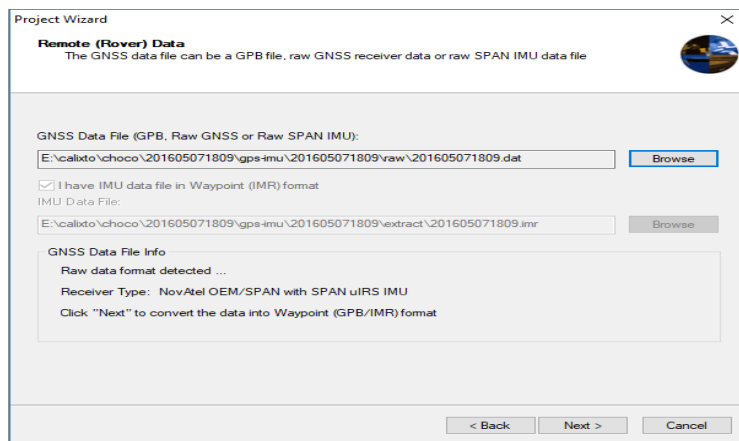 Project Wizard
Remote (Rover) Data
The GNSS data file can be a GPB file, raw GNSS receiver data or raw SPAN IMU data file
GNSS Data File (GPB, Raw GNSS or Raw SPAN IMU):
E:\calixto\choco\201605071809\gps-imu\201605071809\raw\201605071809.dat
Browse
I have IMU data file in Waypoint (IMR) format
IMU Data File:
E:\calixto\choco\201605071809\gps-imu\201605071809\extract\201605071809.imr
Browse
GNSS Data File Info
Raw data format detected ...
Receiver Type: NovAtel OEM/SPAN with SPAN uIRS IMU
Click "Next" to convert the data into Waypoint (GPB/IMR) format
< Back Next > Cancel